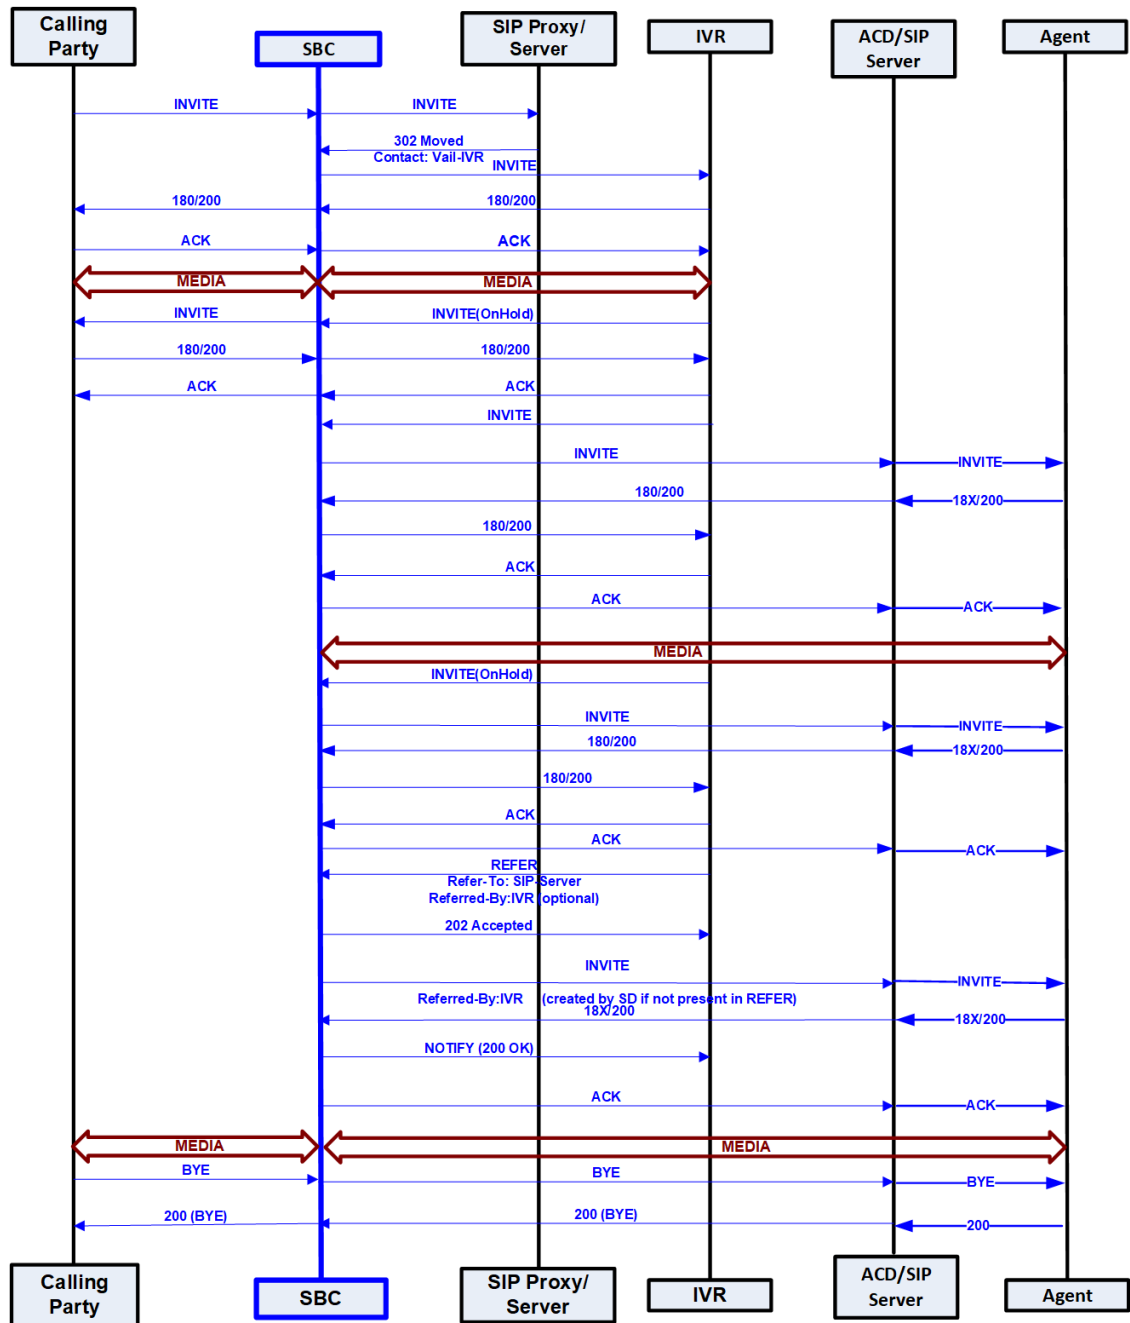 Calling
Party
SBC
SIP Proxy/
Server
IVR
ACD/SIP
Server
Agent
INVITE
INVITE
302 Moved
Contact: Vail-IVR
INVITE
180/200
180/200
ACK
ACK
MEDIA
MEDIA
INVITE
INVITE(OnHold)
180/200
180/200
ACK
ACK
INVITE
INVITE
INVITE
180/200
18X/200
180/200
ACK
ACK
ACK
MEDIA
INVITE(OnHold)
INVITE
INVITE
180/200
18X/200
180/200
ACK
ACK
ACK
REFER
Refer-To: SIP-Server
Referred-By:IVR (optional)
202 Accepted
INVITE
INVITE
Referred-By:IVR (created by SD if not present in REFER)
18X/200
18X/200
NOTIFY (200 OK)
ACK
ACK
MEDIA
MEDIA
BYE
BYE
BYE
200 (BYE)
200 (BYE)
200
Calling
Party
SBC
SIP Proxy/
Server
IVR
ACD/SIP
Server
Agent